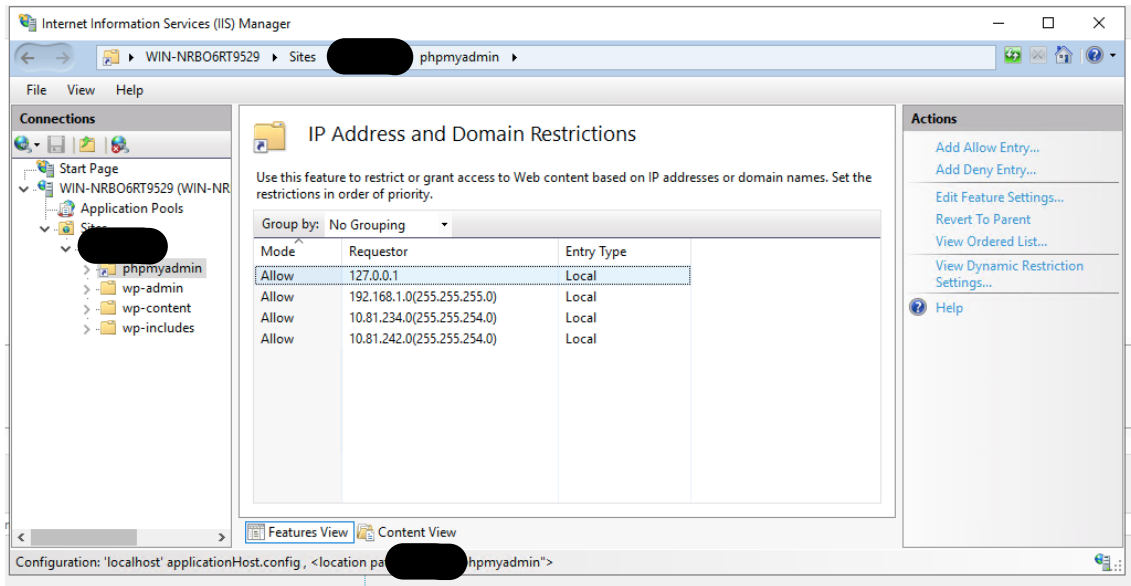 Internet Information Services (IIS) Manager
WIN-NRBO6RT9529 Sites phpmyadmin
File View Help
Connections
Start Page
WIN-NRBO6RT9529 (WIN-NR
Application Pools
Sites
phpmyadmin
wp-admin
wp-content
wp-includes
IP Address and Domain Restrictions
Use this feature to restrict or grant access to Web content based on IP addresses or domain names. Set the
restrictions in order of priority.
Group by: No Grouping
Mode Requestor Entry Type
Allow 127.0.0.1 Local
Allow 192.168.1.0(255.255.255.0) Local
Allow 10.81.234.0(255.255.254.0) Local
Allow 10.81.242.0(255.255.254.0) Local
Features View Content View
Actions
Add Allow Entry...
Add Deny Entry...
Edit Feature Settings...
Revert To Parent
View Ordered List...
View Dynamic Restriction
Settings...
Help
Configuration: 'localhost' applicationHost.config , <location pa hpmyadmin">